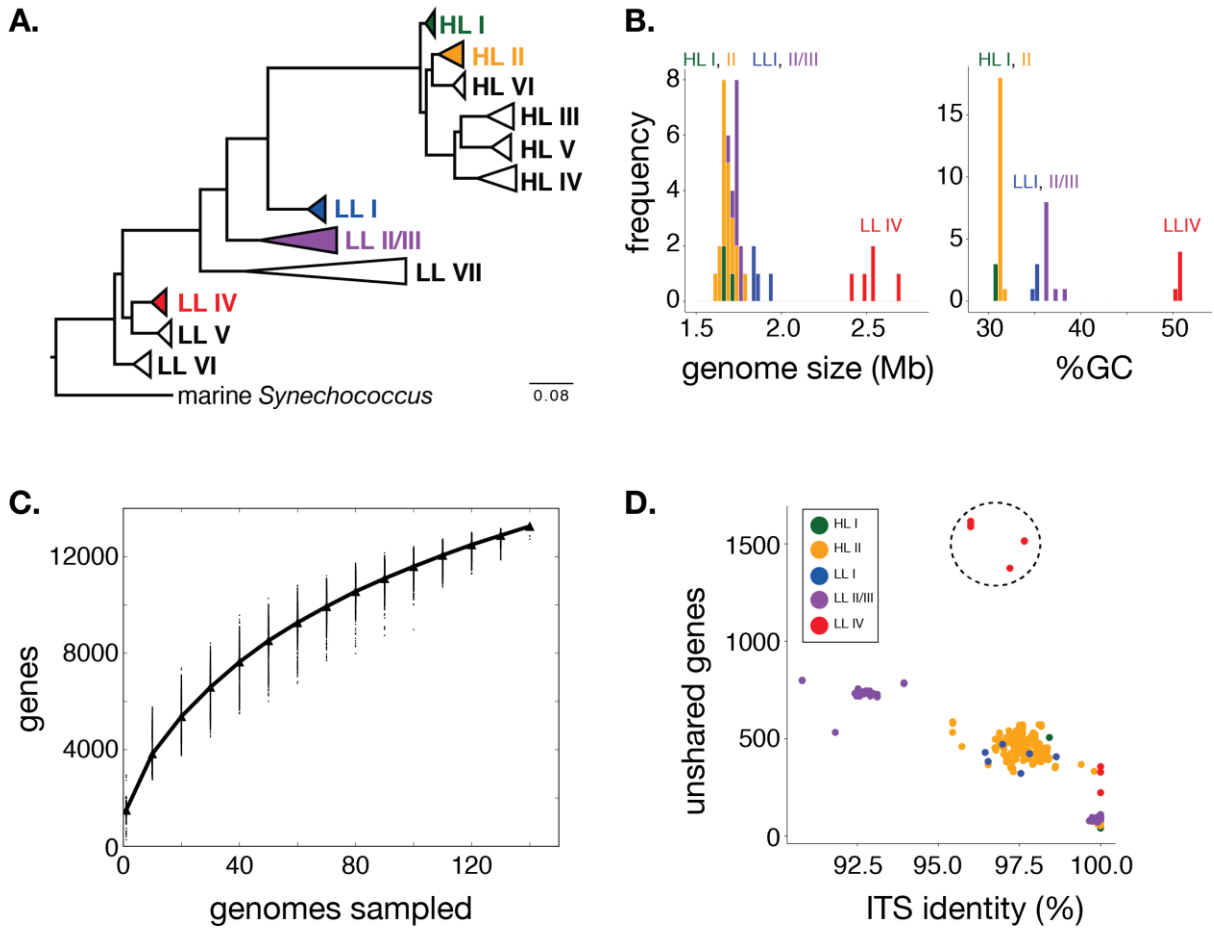 A.
HL I
HL II
HL VI
HL III
HL V
HL IV
LL I
LL II/III
LL VII
LL IV
LL V
LL VI
marine Synechococcus
0.08
B.
HL I, II LLI, II/III
LL IV
8
6
4
2
0
frequency
1.5 2.0 2.5
genome size (Mb)
HL I, II
LLI, II/III
LLIV
15
10
5
0
30 40 50
%GC
C.
12000
8000
4000
0
genes
0 40 80 120
genomes sampled
D.
HL I
HL II
LL I
LL II/III
LL IV
1500
1000
500
0
unshared genes
92.5 95.0 97.5 100.0
ITS identity (%)